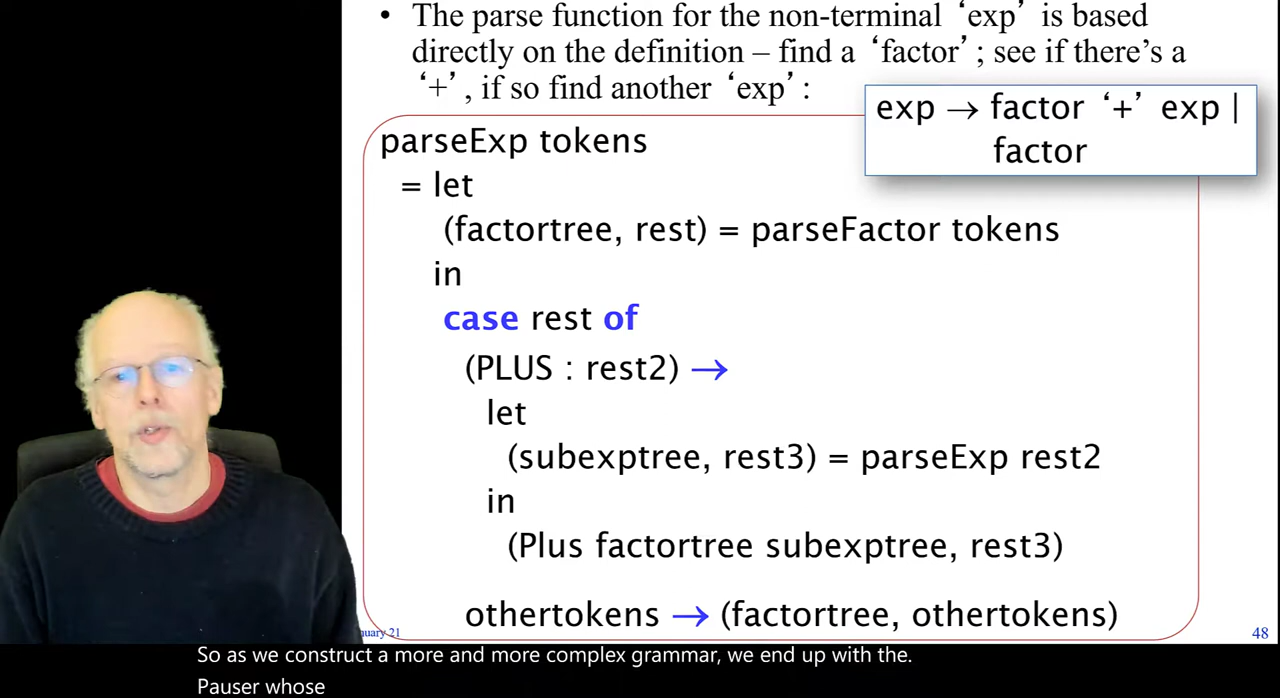 • The parse function for the non-terminal ‘exp’ is based
directly on the definition – find a ‘factor’; see if there’s a
‘+’, if so find another ‘exp’:
exp → factor ‘+’ exp |
factor
parseExp tokens
= let
(factortree, rest) = parseFactor tokens
in
case rest of
(PLUS : rest2) →
let
(subexptree, rest3) = parseExp rest2
in
(Plus factortree subexptree, rest3)
othertokens → (factortree, othertokens)
nuary 21
48
So as we construct a more and more complex grammar, we end up with the.
Pauser whose